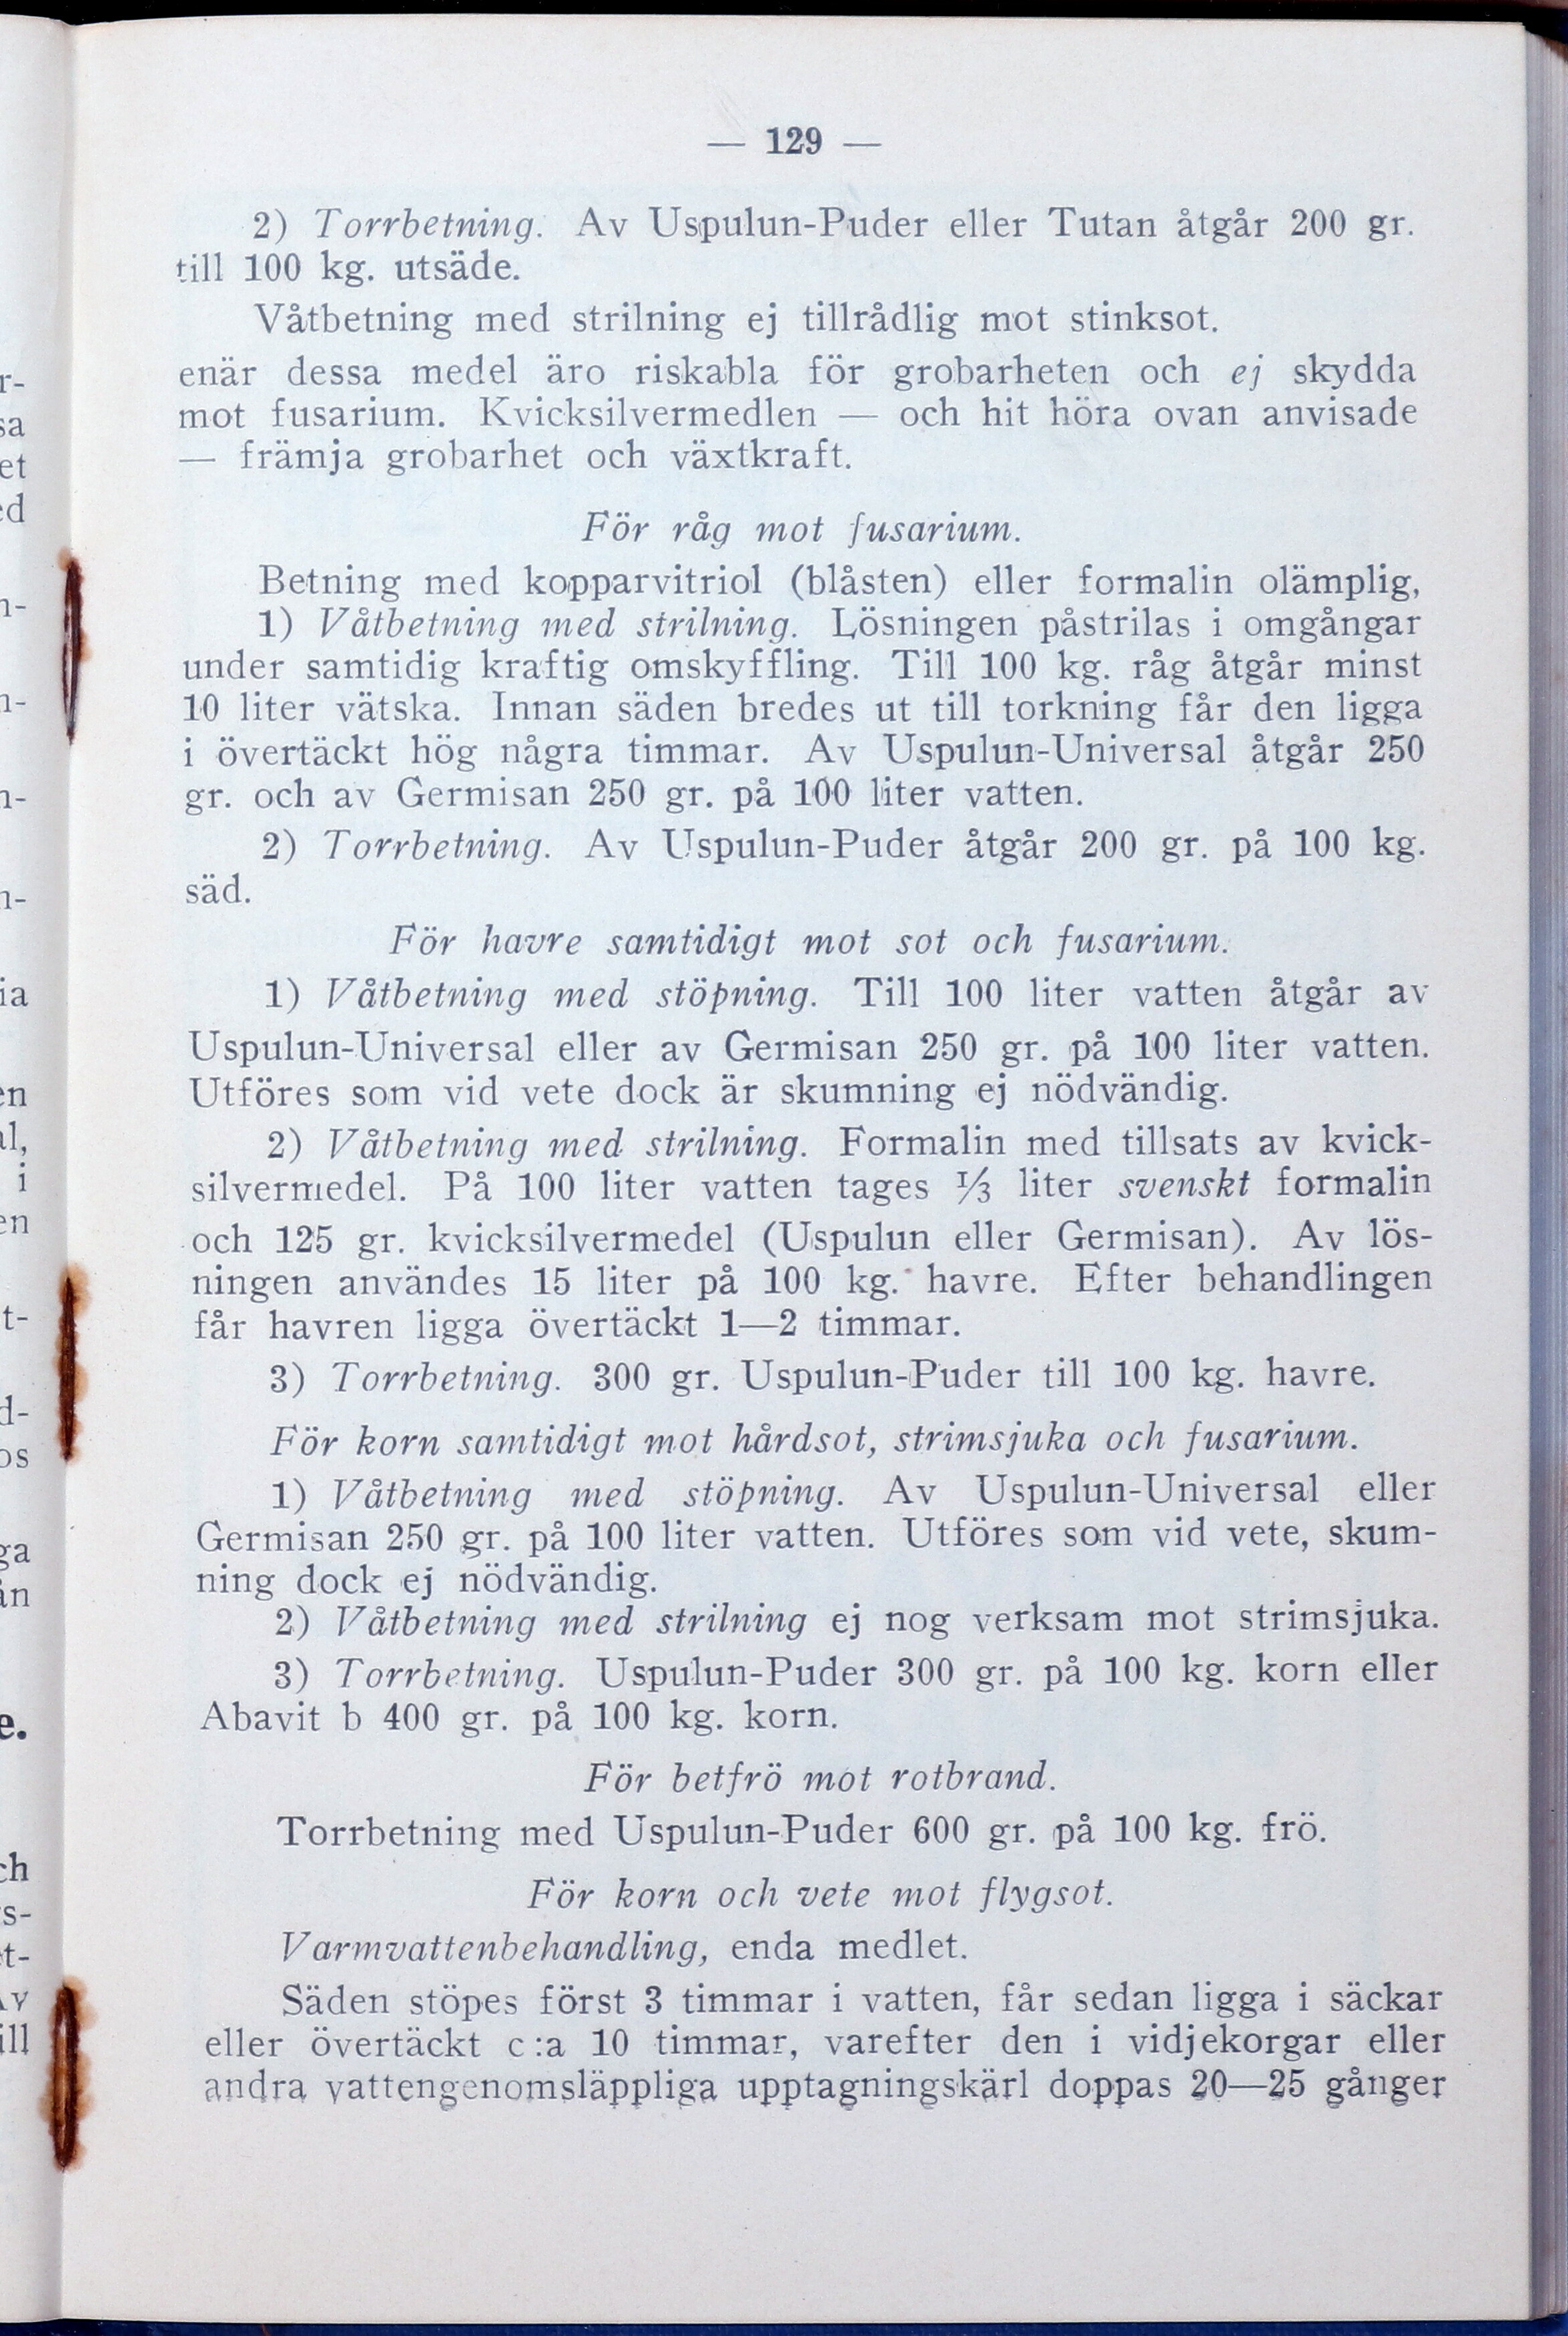 — 129 —
2) Torrbetning. Av Uspulun-Puder eller Tutan åtgår 200 gr.
till 100 kg. utsäde.
Våtbetning med strilning ej tillrådlig mot stinksot.
enär dessa medel äro riskabla för grobarheten och ej skydda
mot fusarium. Kvicksilvermedlen — och hit höra ovan anvisade
— främja grobarhet och växtkraft.
För råg mot fusarium.
Betning med kopparvitriol (blåsten) eller formalin olämplig,
1) Våtbetning med strilning. Lösningen påstrilas i omgångar
under samtidig kraftig omskyffling. Till 100 kg. råg åtgår minst
10 liter vätska. Innan säden bredes ut till torkning får den ligga
i övertäckt hög några timmar. Av Uspulun-Universal åtgår 250
gr. och av Germisan 250 gr. på 100 liter vatten.
2) Torrbetning. Av Uspulun-Puder åtgår 200 gr. på 100 kg.
säd.
För havre samtidigt mot sot och fusarium.
1) Våtbetning med stöpning. Till 100 liter vatten åtgår av
Uspulun-Universal eller av Germisan 250 gr. på 100 liter vatten.
Utföres som vid vete dock är skumning ej nödvändig.
2) Våtbetning med strilning. Formalin med tillsats av kvick-
silvermedel. På 100 liter vatten tages 1/3 liter svenskt formalin
och 125 gr. kvicksilvermedel (Uspulun eller Germisan). Av lös-
ningen användes 15 liter på 100 kg. havre. Efter behandlingen
får havren ligga övertäckt 1—2 timmar.
3) Torrbetning. 300 gr. Uspulun-Puder till 100 kg. havre.
För korn samtidigt mot hårdsot, strimsjuka och fusarium.
1) Våtbetning med stöpning. Av Uspulun-Universal eller
Germisan 250 gr. på 100 liter vatten. Utföres som vid vete, skum-
ning dock ej nödvändig.
2) Våtbetning med strilning ej nog verksam mot strimsjuka.
3) Torrbetning. Uspulun-Puder 300 gr. på 100 kg. korn eller
Abavit b 400 gr. på 100 kg. korn.
För betfrö mot rotbrand.
Torrbetning med Uspulun-Puder 600 gr. på 100 kg. frö.
För korn och vete mot flygsot.
Varmvattenbehandling, enda medlet.
Säden stöpes först 3 timmar i vatten, får sedan ligga i säckar
eller övertäckt c:a 10 timmar, varefter den i vidjekorgar eller
andra vattengenomsläppliga upptagningskärl doppas 20—25 gånger